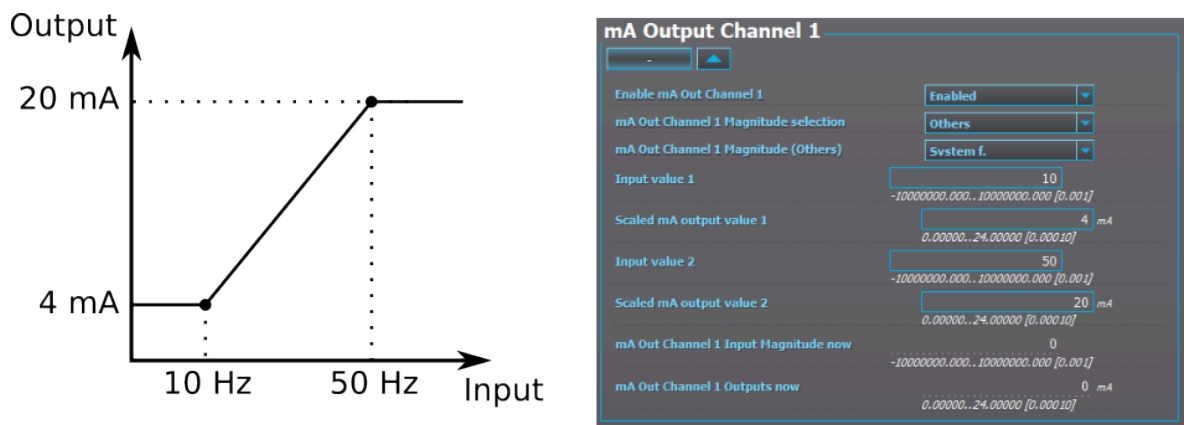 Output
20 mA
4 mA
10 Hz
50 Hz
Input
mA Output Channel 1
-
Enable mA Out Channel 1
Enabled
mA Out Channel 1 Magnitude selection
Others
mA Out Channel 1 Magnitude (Others)
System f.
Input value 1
10
-10000000.000..10000000.000 [0.001]
Scaled mA output value 1
4 mA
0.00000..24.00000 [0.00010]
Input value 2
50
-10000000.000..10000000.000 [0.001]
Scaled mA output value 2
20 mA
0.00000..24.00000 [0.00010]
mA Out Channel 1 Input Magnitude now
0
-10000000.000..10000000.000 [0.001]
mA Out Channel 1 Outputs now
0 mA
0.00000..24.00000 [0.00010]